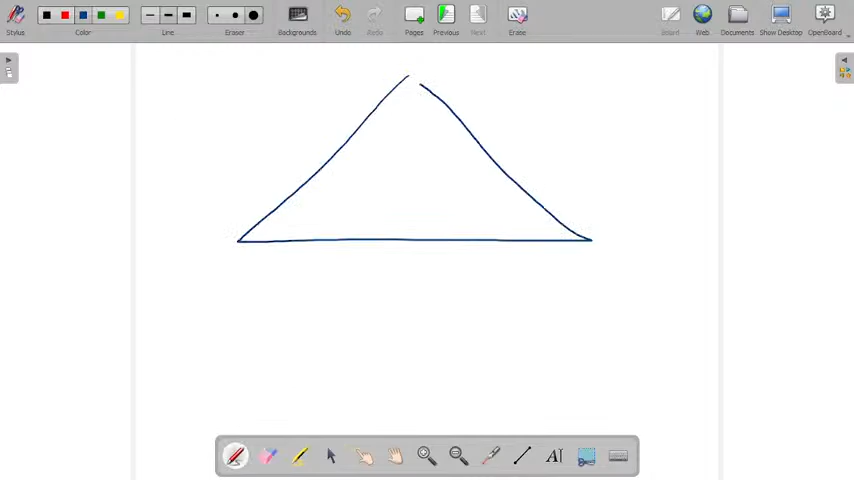 Stylus Color Line Eraser Backgrounds Undo Redo Pages Previous Next Erase Board Web Documents Show Desktop OpenBoard
A